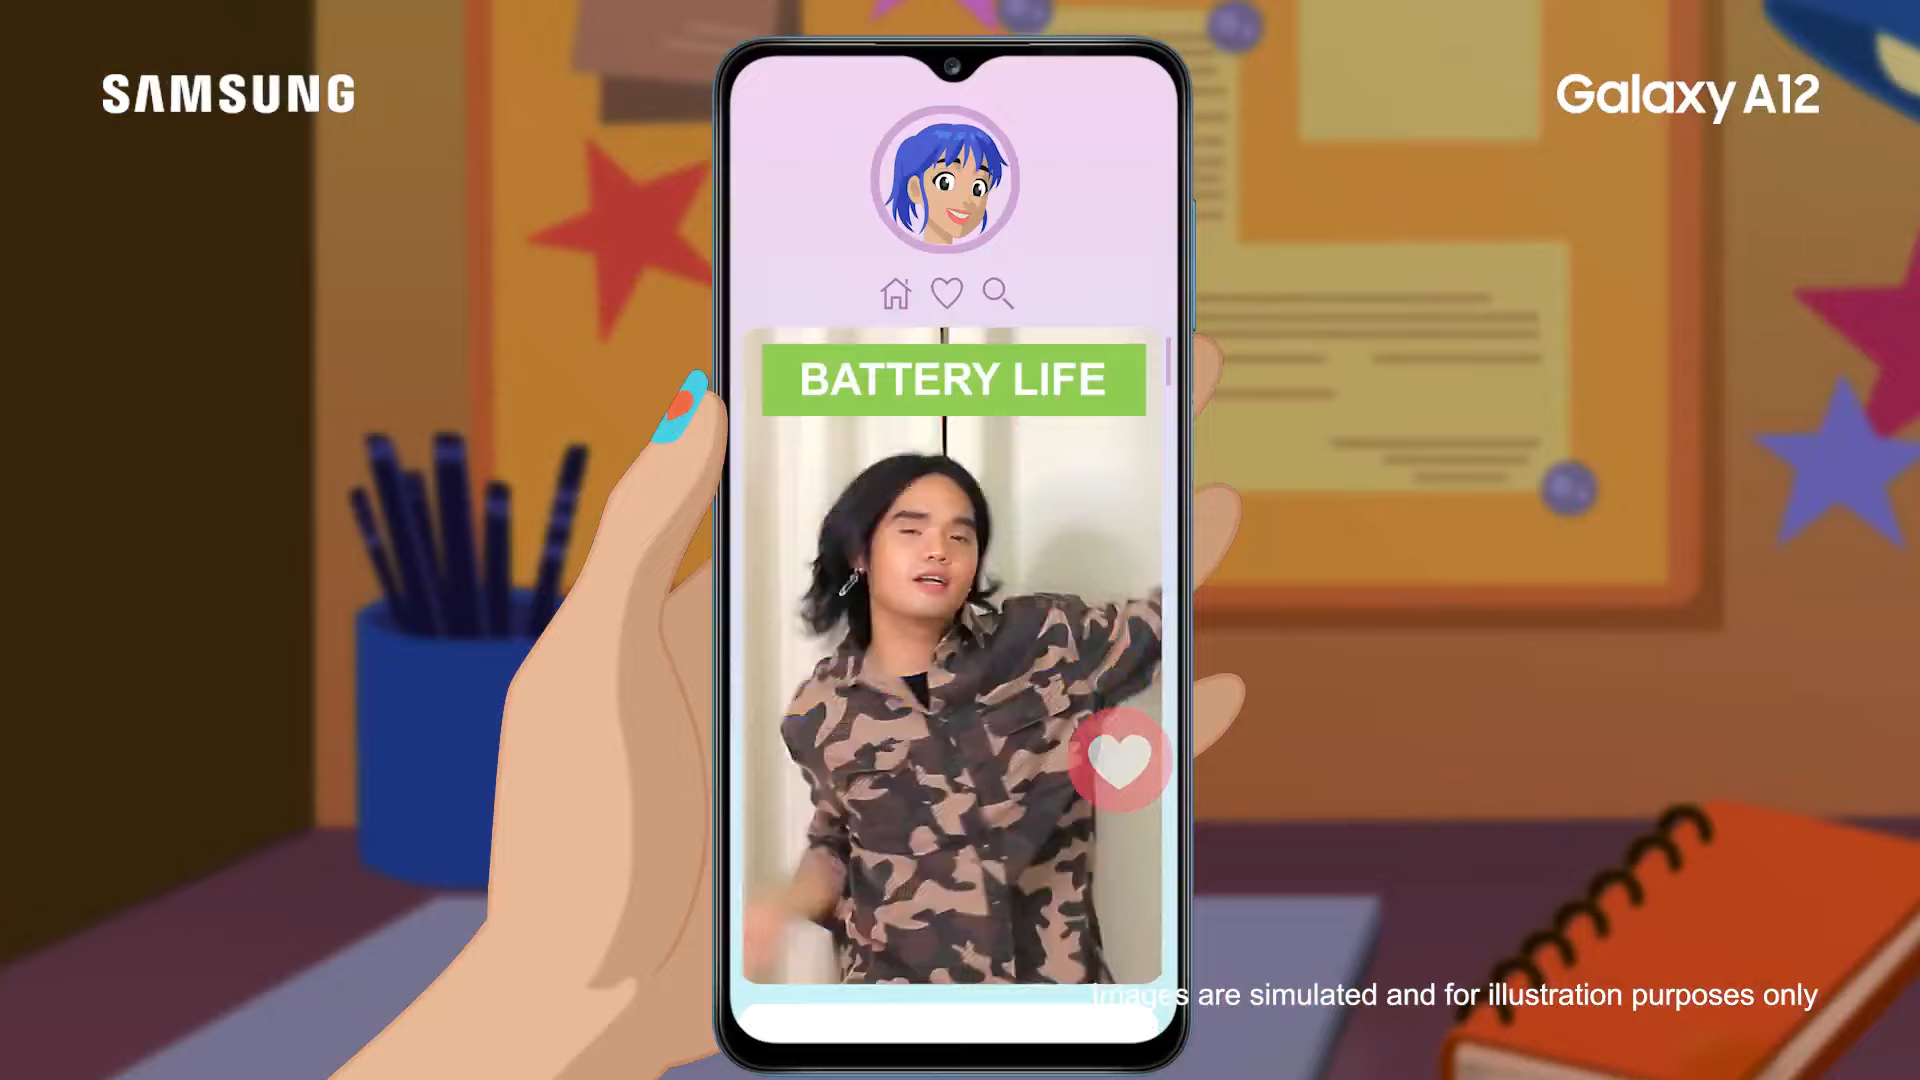 SAMSUNG
Galaxy A12
BATTERY LIFE
Images are simulated and for illustration purposes only